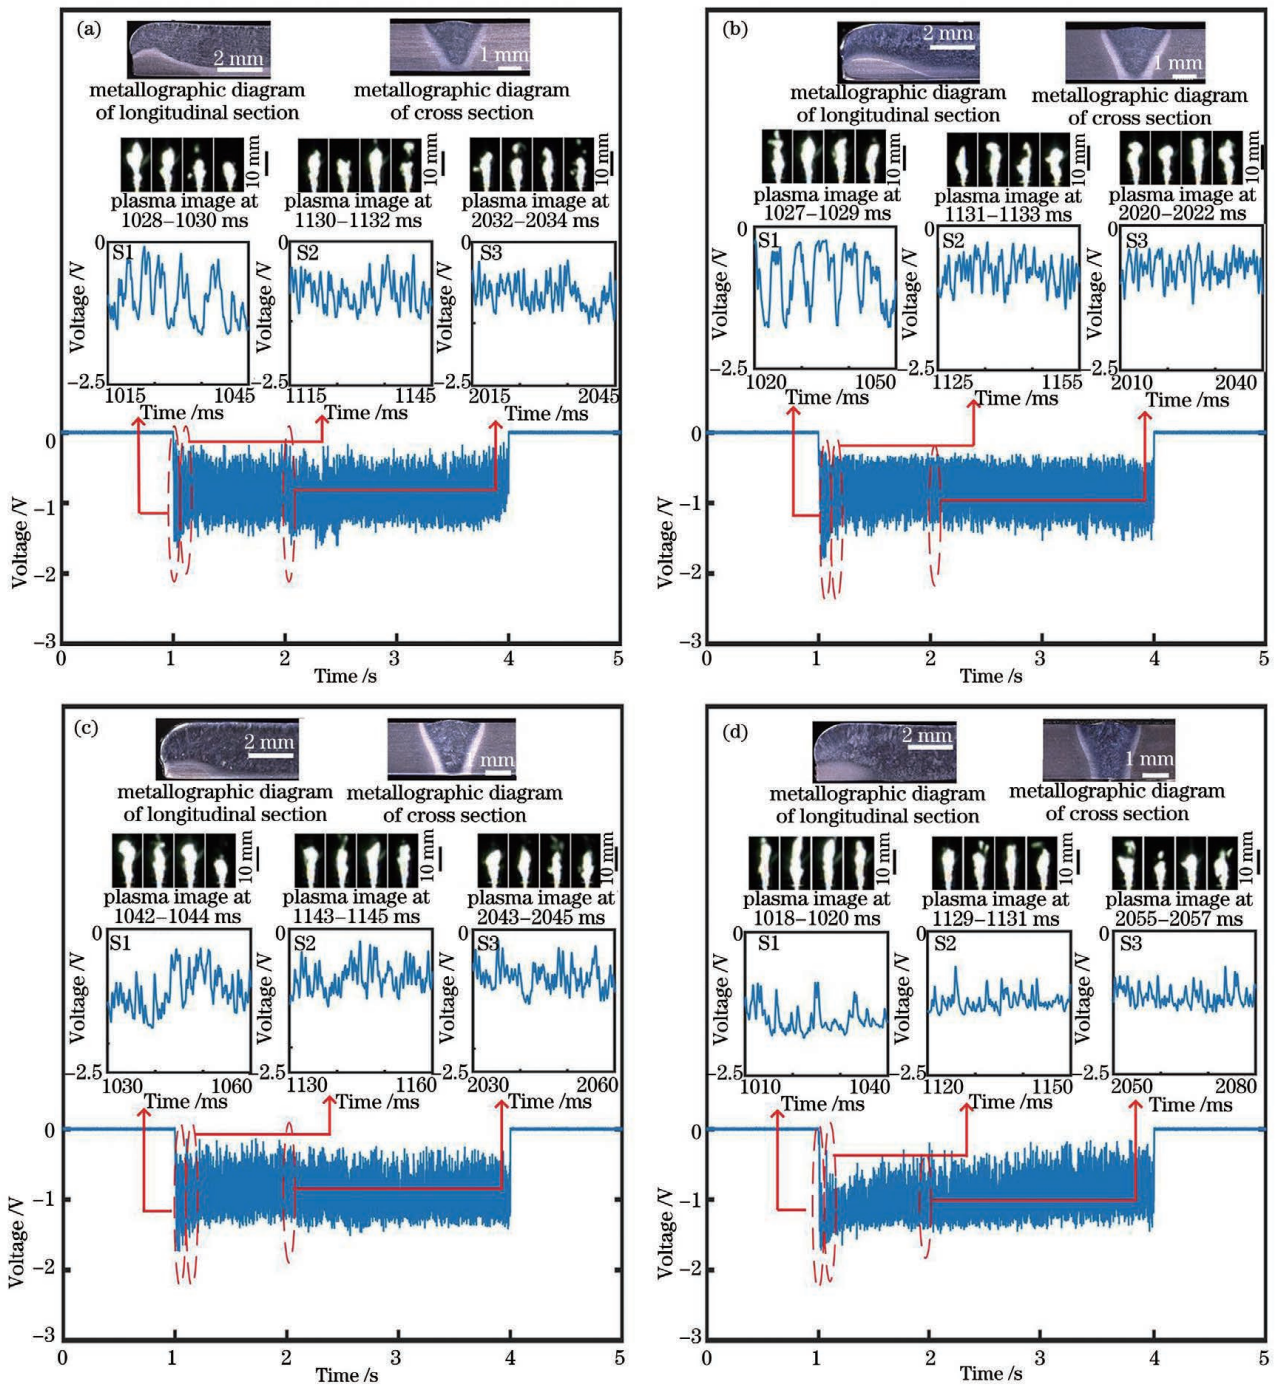 (a)
2 mm
1 mm
metallographic diagram
of longitudinal section
metallographic diagram
of cross section
10 mm
10 mm
10 mm
plasma image at
1028–1030 ms
plasma image at
1130–1132 ms
plasma image at
2032–2034 ms
0
S1
Voltage /V
−2.5
1015
1045
Time /ms
0
S2
Voltage /V
−2.5
1115
1145
Time /ms
0
S3
Voltage /V
−2.5
2015
2045
Time /ms
0
−1
−2
−3
Voltage /V
0
1
2
3
4
5
Time /s
(b)
2 mm
1 mm
metallographic diagram
of longitudinal section
metallographic diagram
of cross section
10 mm
10 mm
10 mm
plasma image at
1027–1029 ms
plasma image at
1131–1133 ms
plasma image at
2020–2022 ms
0
S1
Voltage /V
−2.5
1020
1050
Time /ms
0
S2
Voltage /V
−2.5
1125
1155
Time /ms
0
S3
Voltage /V
−2.5
2010
2040
Time /ms
0
−1
−2
−3
Voltage /V
0
1
2
3
4
5
Time /s
(c)
2 mm
1 mm
metallographic diagram
of longitudinal section
metallographic diagram
of cross section
10 mm
10 mm
10 mm
plasma image at
1042–1044 ms
plasma image at
1143–1145 ms
plasma image at
2043–2045 ms
0
S1
Voltage /V
−2.5
1030
1060
Time /ms
0
S2
Voltage /V
−2.5
1130
1160
Time /ms
0
S3
Voltage /V
−2.5
2030
2060
Time /ms
0
−1
−2
−3
Voltage /V
0
1
2
3
4
5
Time /s
(d)
2 mm
1 mm
metallographic diagram
of longitudinal section
metallographic diagram
of cross section
10 mm
10 mm
10 mm
plasma image at
1018–1020 ms
plasma image at
1129–1131 ms
plasma image at
2055–2057 ms
0
S1
Voltage /V
−2.5
1010
1040
Time /ms
0
S2
Voltage /V
−2.5
1120
1150
Time /ms
0
S3
Voltage /V
−2.5
2050
2080
Time /ms
0
−1
−2
−3
Voltage /V
0
1
2
3
4
5
Time /s